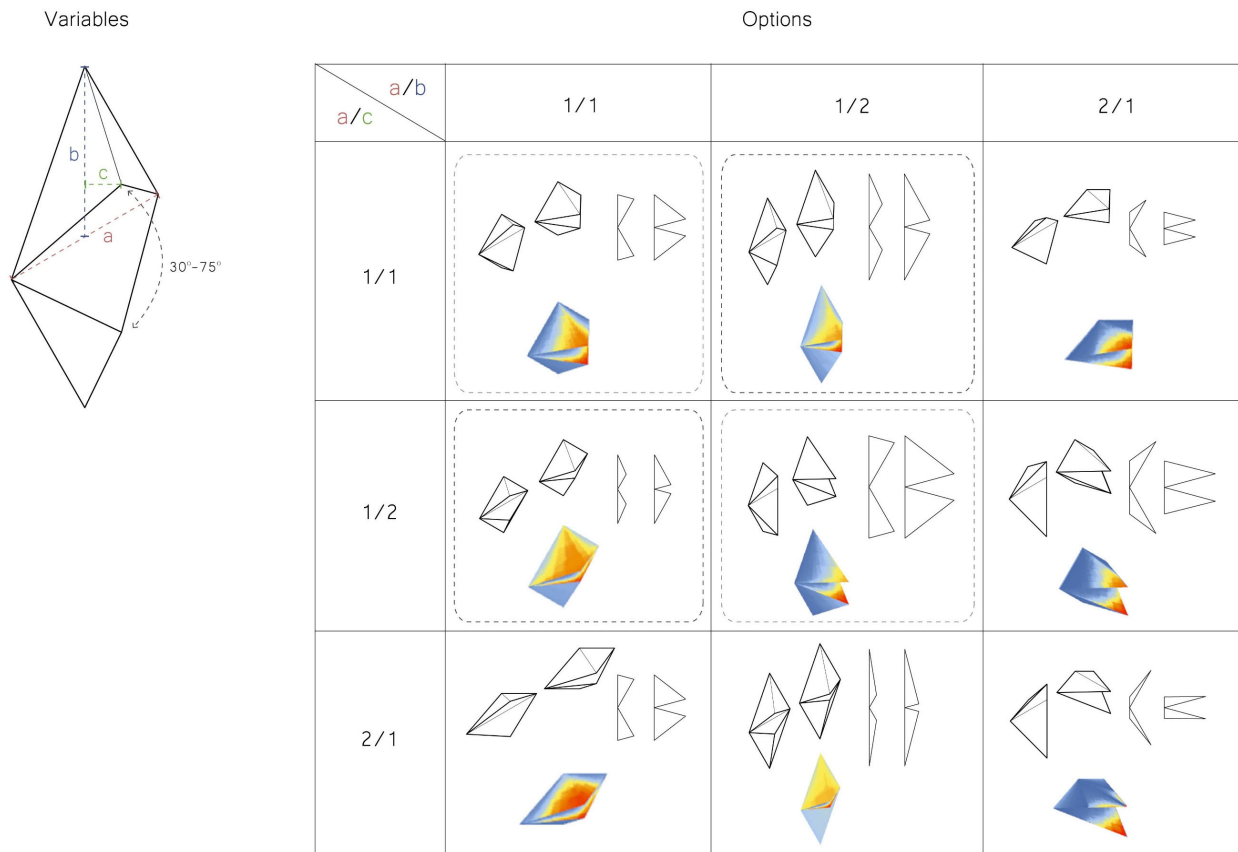 Variables
Options
b
c
a
30°–75°
a/b
a/c
1/1
1/2
2/1
1/1
1/2
2/1